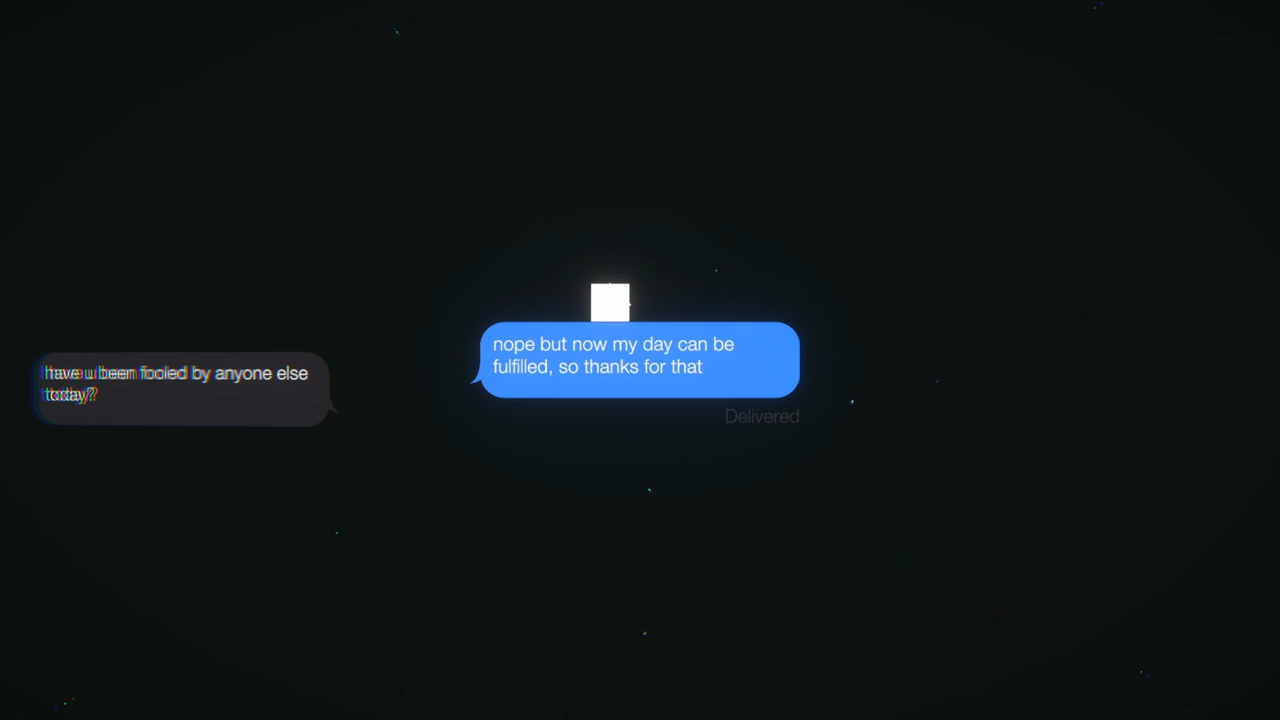 have u been fooled by anyone else
today?
nope but now my day can be
fulfilled, so thanks for that
Delivered